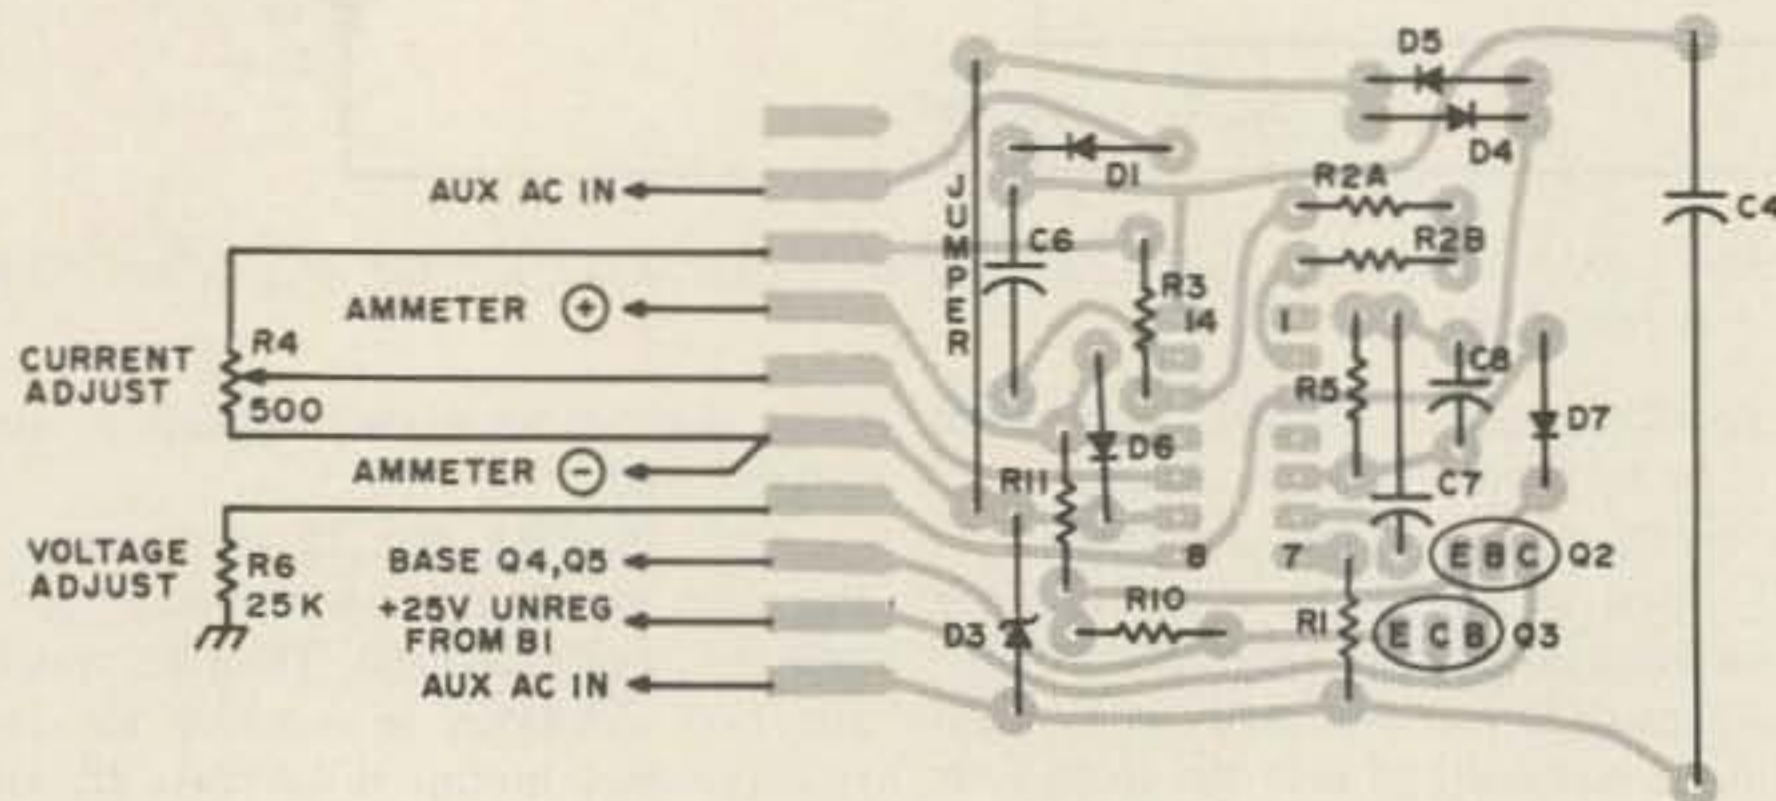 D5
D4
AUX AC IN
D1
R2A
C4
JUMPER
C6
R2B
AMMETER +
R3
14
1
CURRENT
ADJUST
R4
500
R5
C8
D7
D6
AMMETER -
R11
C7
VOLTAGE
ADJUST
R6
25K
BASE Q4,Q5
8
7
E B C
Q2
+25V UNREG
FROM B1
D3
R10
R1
E C B
Q3
AUX AC IN